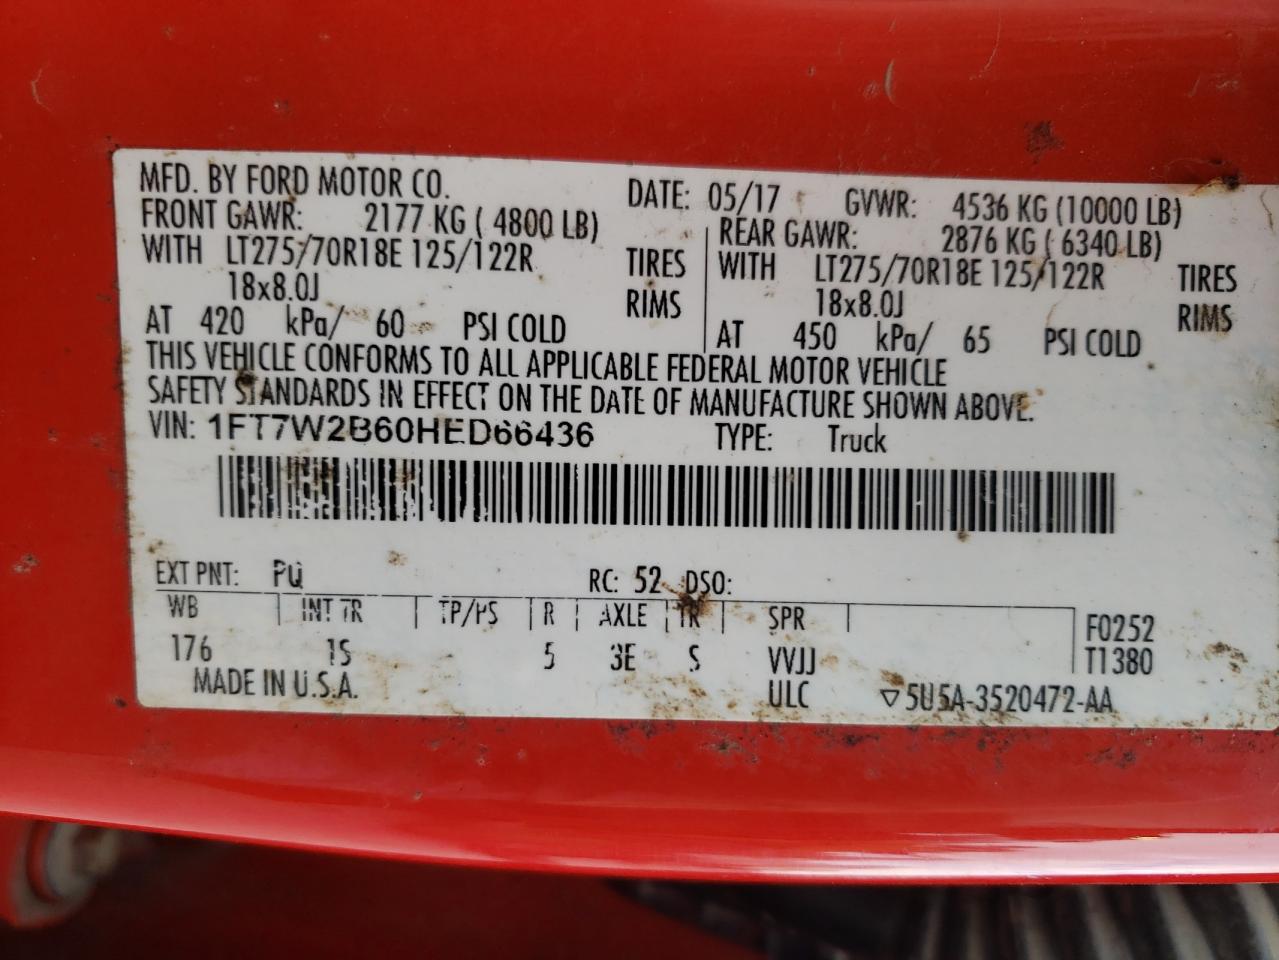 MFD. BY FORD MOTOR CO. DATE: 05/17 GVWR: 4536 KG (10000 LB)
FRONT GAWR: 2177 KG ( 4800 LB) REAR GAWR: 2876 KG ( 6340 LB)
WITH LT275/70R18E 125/122R TIRES WITH LT275/70R18E 125/122R TIRES
18x8.0J RIMS 18x8.0J RIMS
AT 420 kPa/ 60 PSI COLD AT 450 kPa/ 65 PSI COLD
THIS VEHICLE CONFORMS TO ALL APPLICABLE FEDERAL MOTOR VEHICLE
SAFETY STANDARDS IN EFFECT ON THE DATE OF MANUFACTURE SHOWN ABOVE.
VIN: 1FT7W2B60HED66436 TYPE: Truck
EXT PNT: PQ RC: 52 DSO:
WB INT TR TP/PS R AXLE TR SPR F0252
176 1S 5 3E S VVJJ T1380
MADE IN U.S.A. ULC ▽5U5A-3520472-AA